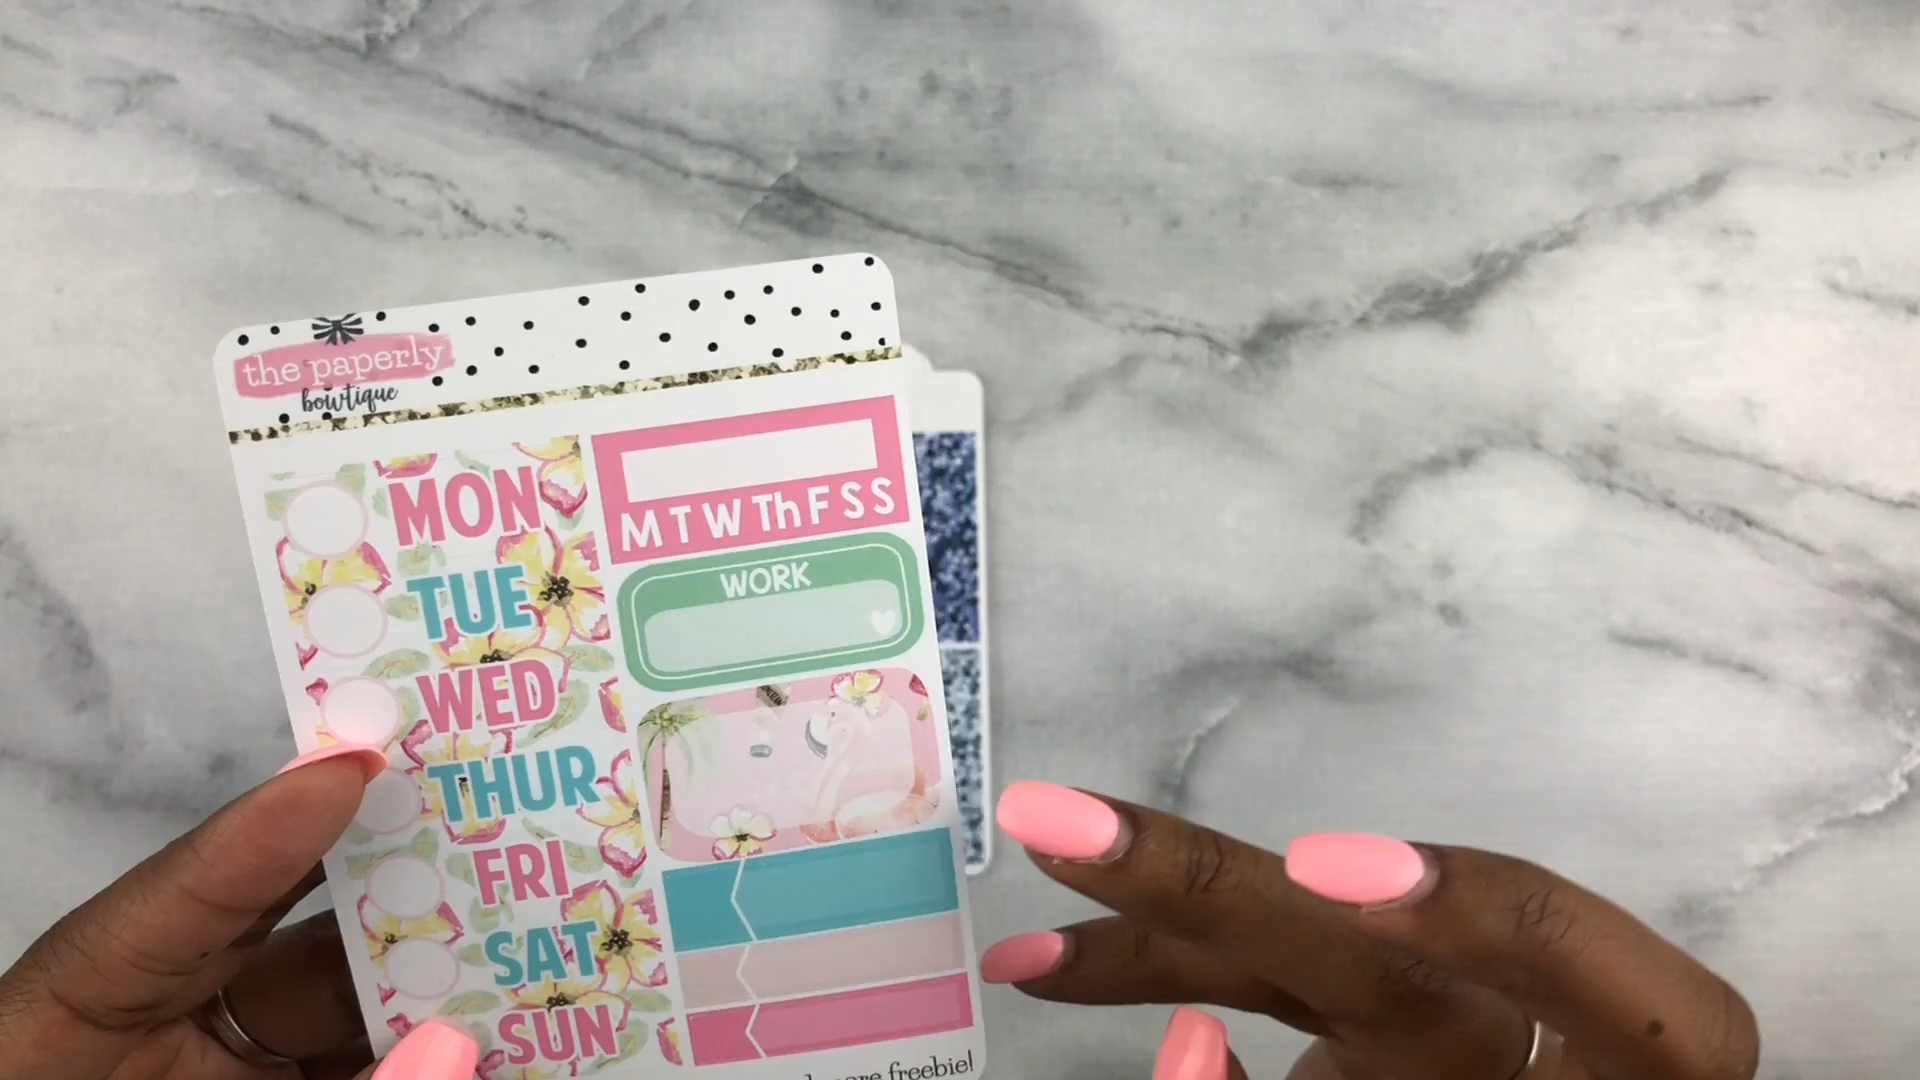 the paperly
bowtique
MON
TUE
WED
THUR
FRI
SAT
SUN
M T W Th F S S
WORK
freebie!